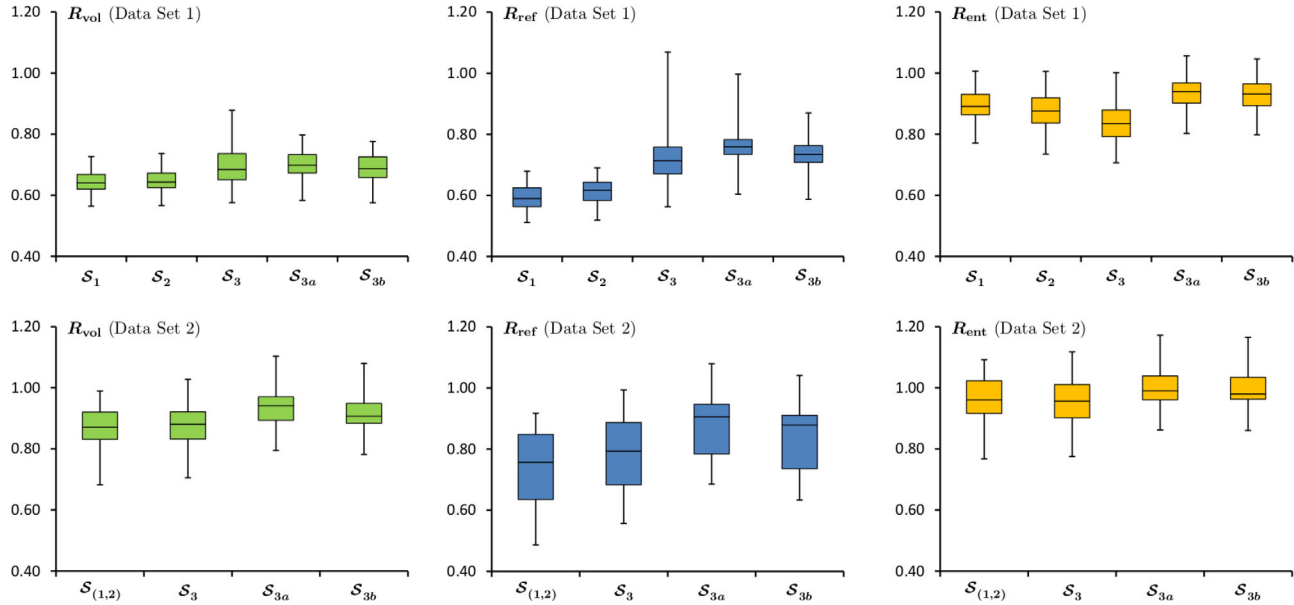 R_vol (Data Set 1)
1.20
1.00
0.80
0.60
0.40
S_1 S_2 S_3 S_3a S_3b
R_ref (Data Set 1)
1.20
1.00
0.80
0.60
0.40
S_1 S_2 S_3 S_3a S_3b
R_ent (Data Set 1)
1.20
1.00
0.80
0.60
0.40
S_1 S_2 S_3 S_3a S_3b
R_vol (Data Set 2)
1.20
1.00
0.80
0.60
0.40
S_(1,2) S_3 S_3a S_3b
R_ref (Data Set 2)
1.20
1.00
0.80
0.60
0.40
S_(1,2) S_3 S_3a S_3b
R_ent (Data Set 2)
1.20
1.00
0.80
0.60
0.40
S_(1,2) S_3 S_3a S_3b